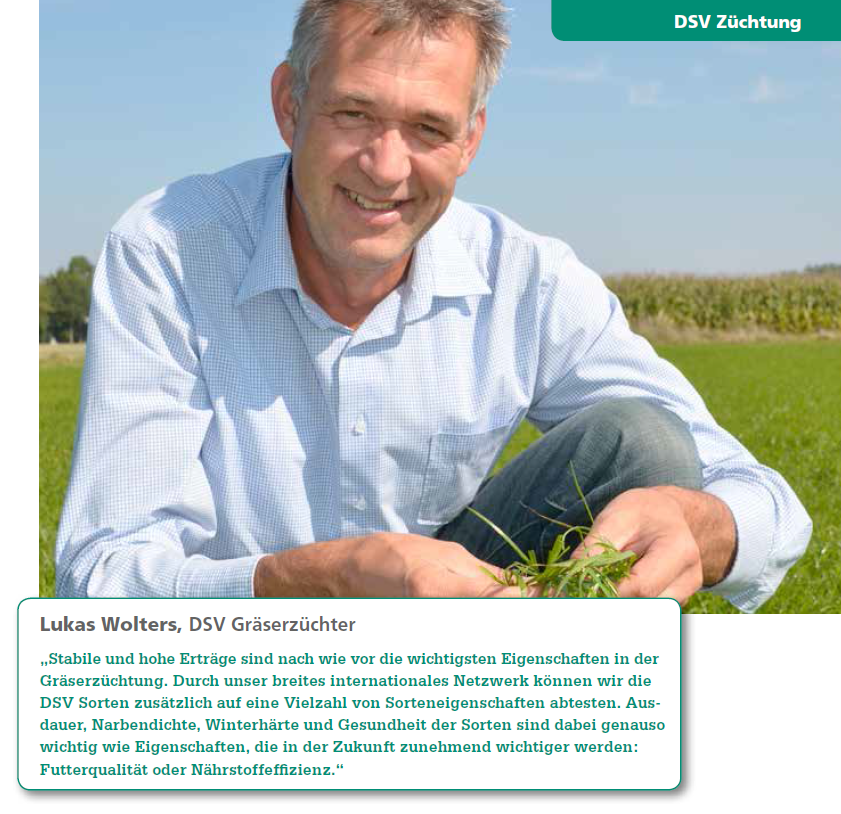 DSV Züchtung
Lukas Wolters, DSV Gräserzüchter
„Stabile und hohe Erträge sind nach wie vor die wichtigsten Eigenschaften in der
Gräserzüchtung. Durch unser breites internationales Netzwerk können wir die
DSV Sorten zusätzlich auf eine Vielzahl von Sorteneigenschaften abtesten. Aus-
dauer, Narbendichte, Winterhärte und Gesundheit der Sorten sind dabei genauso
wichtig wie Eigenschaften, die in der Zukunft zunehmend wichtiger werden:
Futterqualität oder Nährstoffeffizienz.“